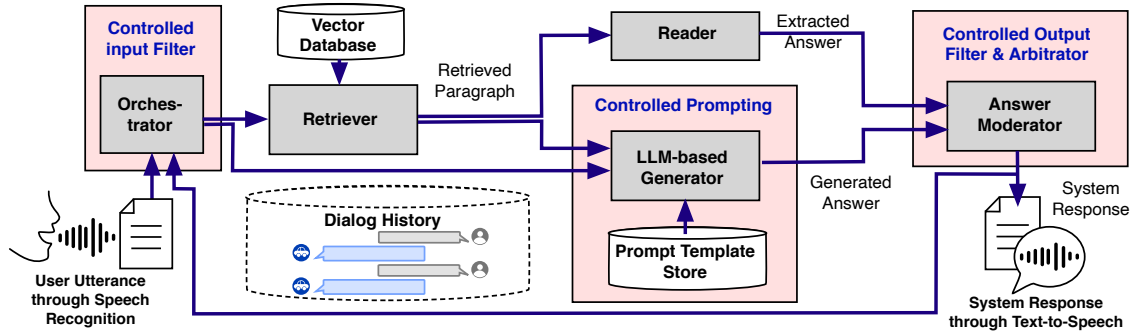 Controlled
input Filter
Orches-
trator
Vector
Database
Retriever
Retrieved
Paragraph
Reader
Extracted
Answer
Controlled Prompting
LLM-based
Generator
Prompt Template
Store
Generated
Answer
Controlled Output
Filter & Arbitrator
Answer
Moderator
System
Response
Dialog History
User Utterance
through Speech
Recognition
System Response
through Text-to-Speech